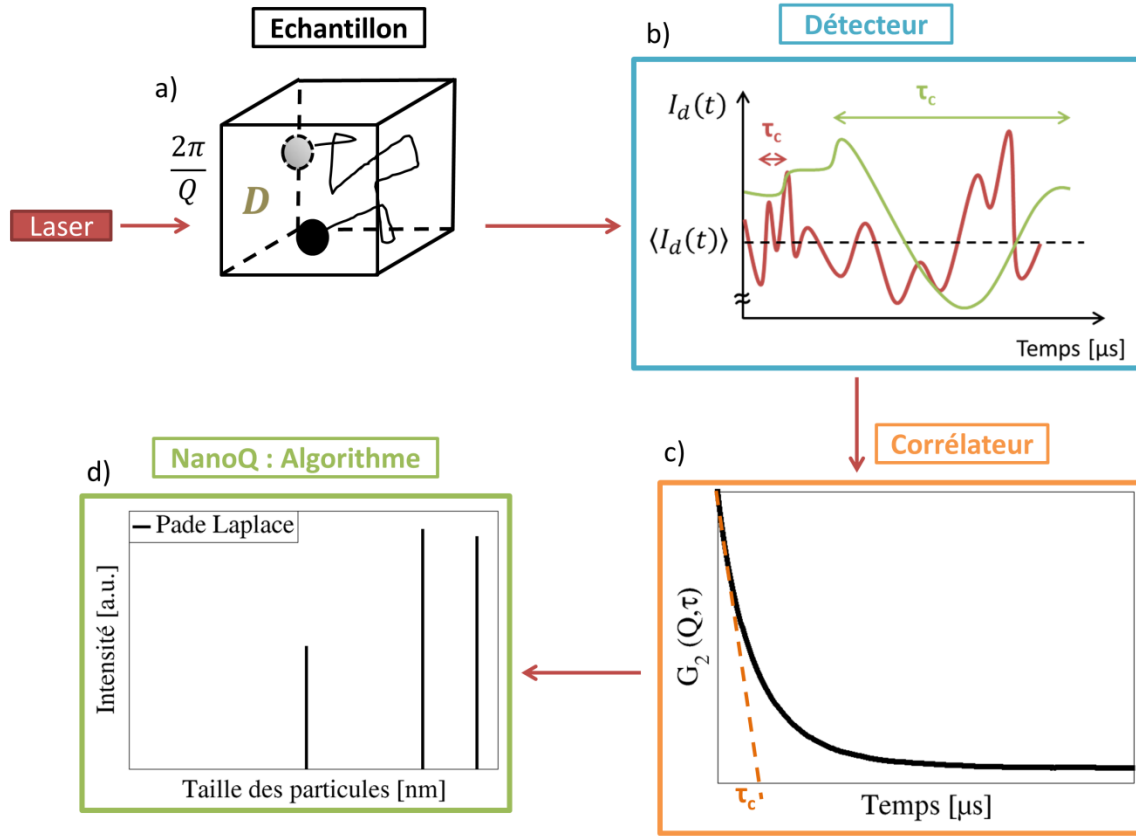 Echantillon
Détecteur
a)
2π
Q
D
Laser
b)
I_d(t)
τ_c
τ_c
⟨I_d(t)⟩
≈
Temps [µs]
NanoQ : Algorithme
Corrélateur
d)
Pade Laplace
Intensité [a.u.]
Taille des particules [nm]
c)
G_2 (Q,τ)
τ_c
Temps [µs]